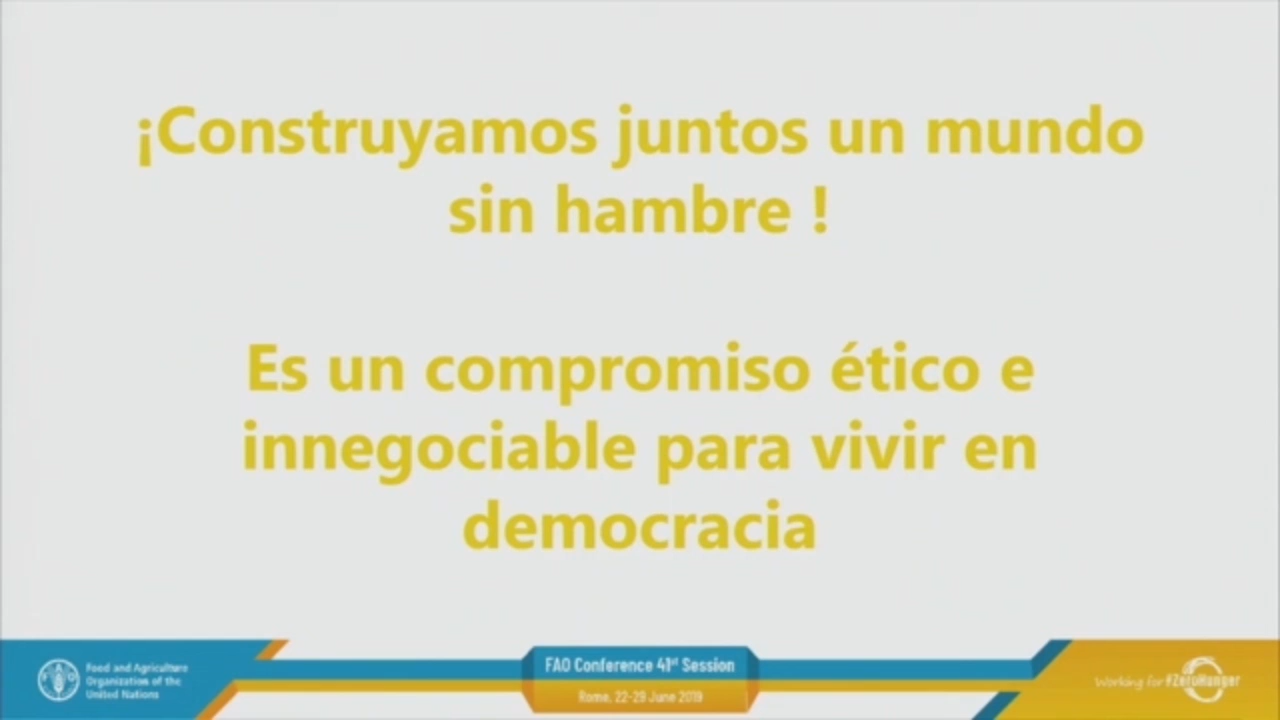 ¡Construyamos juntos un mundo
sin hambre !
Es un compromiso ético e
innegociable para vivir en
democracia
Food and Agriculture
Organization of the
United Nations
FAO Conference 41st Session
Rome, 22-29 June 2019
Working for #ZeroHunger